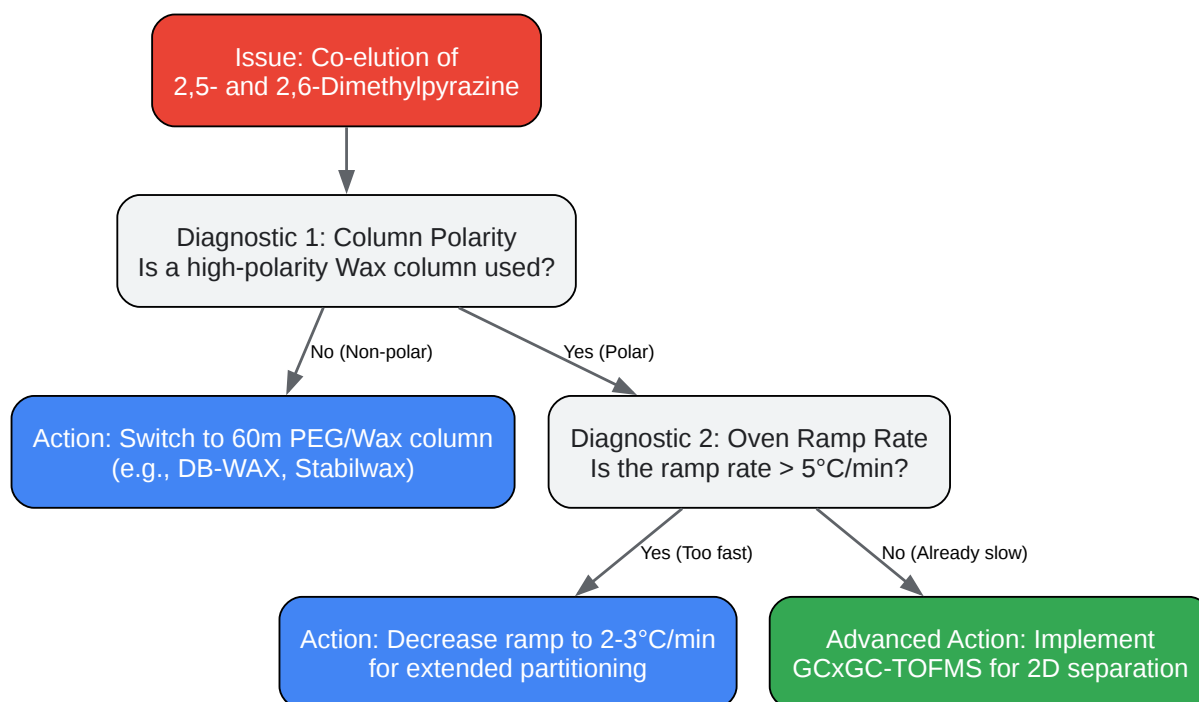 Issue: Co-elution of
2,5- and 2,6-Dimethylpyrazine
Diagnostic 1: Column Polarity
Is a high-polarity Wax column used?
No (Non-polar)
Yes (Polar)
Action: Switch to 60m PEG/Wax column
(e.g., DB-WAX, Stabilwax)
Diagnostic 2: Oven Ramp Rate
Is the ramp rate > 5°C/min?
Yes (Too fast)
No (Already slow)
Action: Decrease ramp to 2-3°C/min
for extended partitioning
Advanced Action: Implement
GCxGC-TOFMS for 2D separation